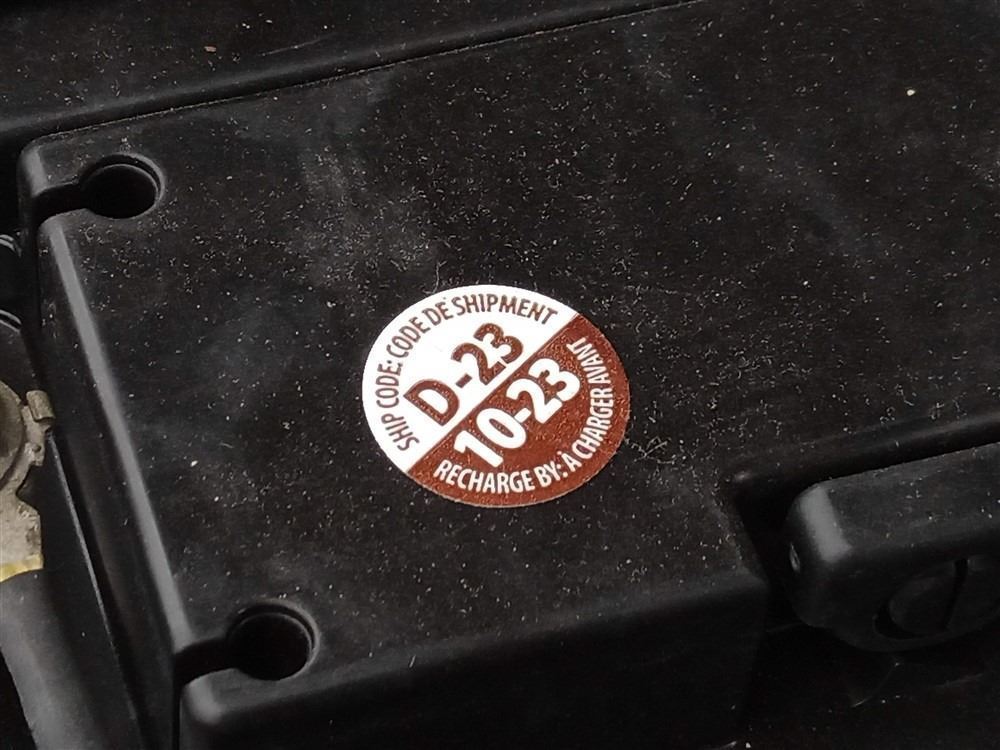 SHIP CODE: CODE DE SHIPMENT
D-23
10-23
RECHARGE BY: À CHARGER AVANT